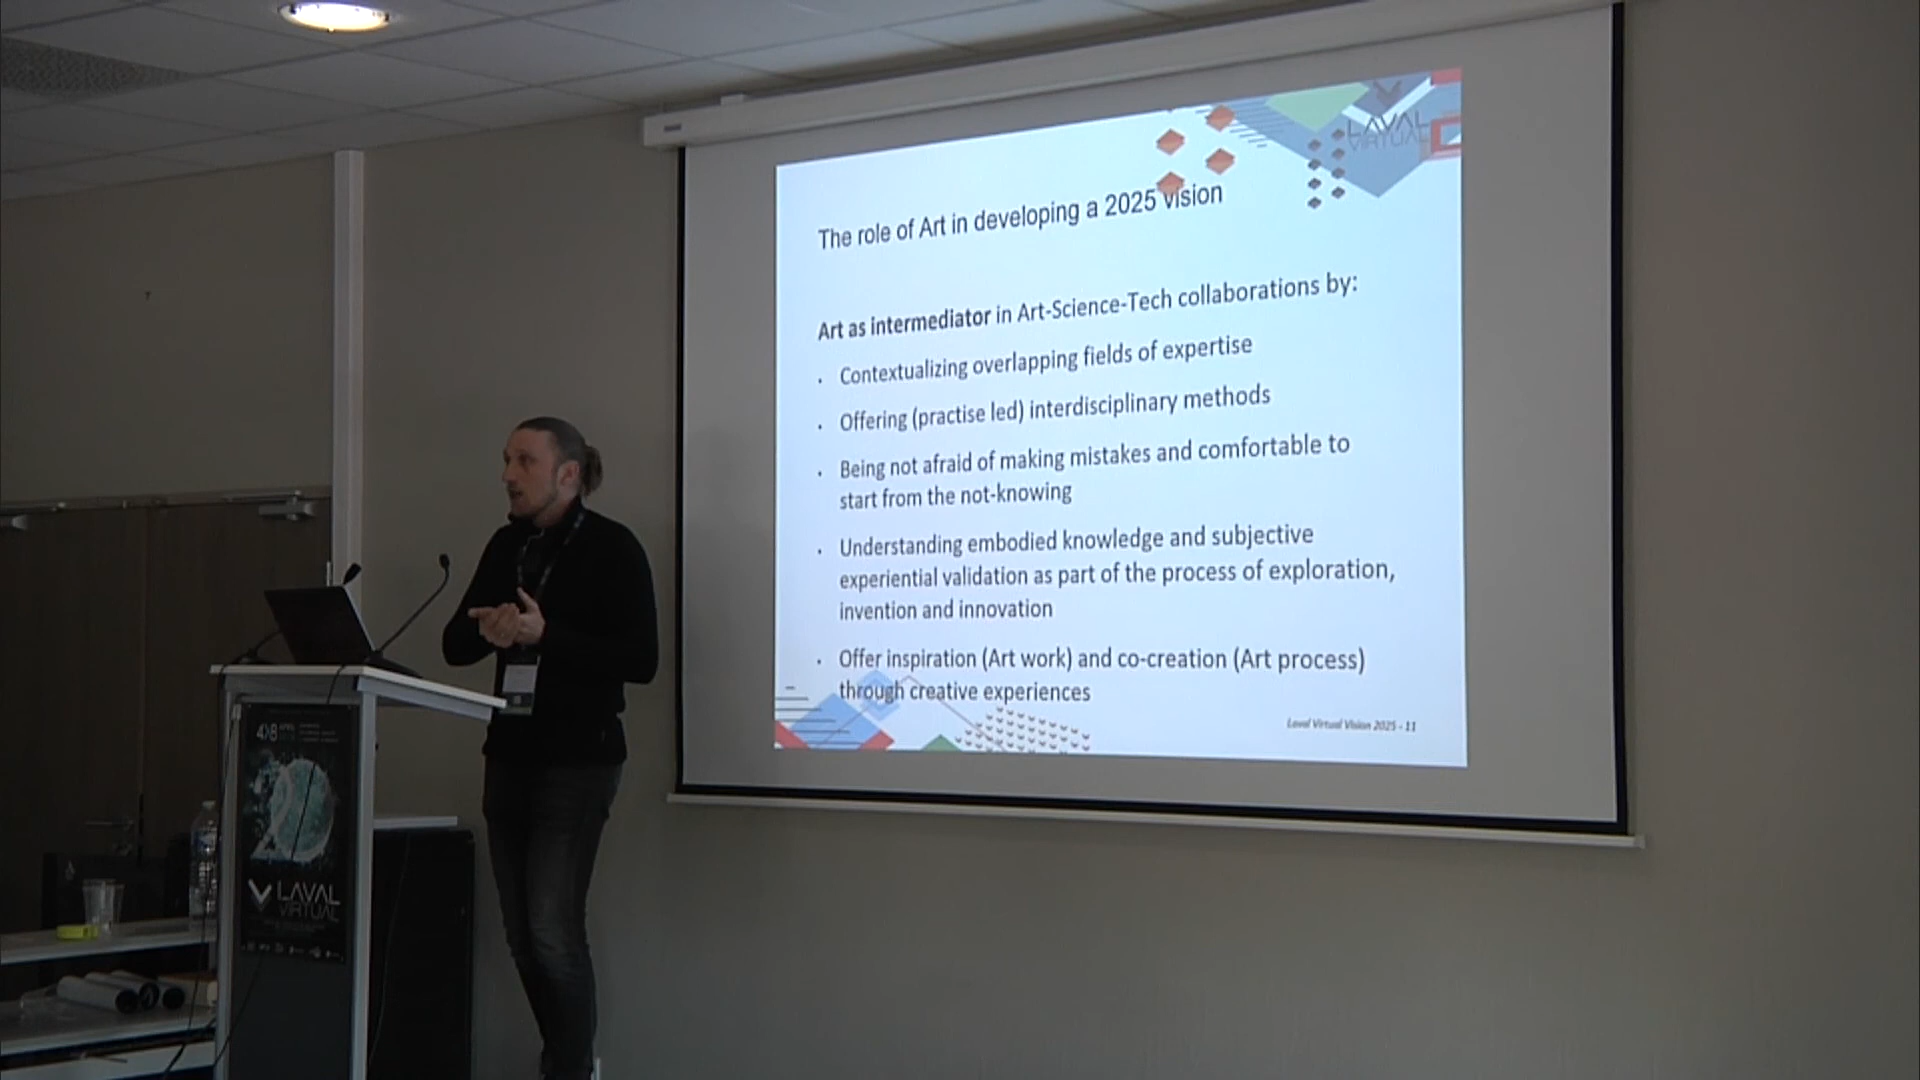 LAVAL
VIRTUAL
The role of Art in developing a 2025 vision
Art as intermediator in Art-Science-Tech collaborations by:
. Contextualizing overlapping fields of expertise
. Offering (practise led) interdisciplinary methods
. Being not afraid of making mistakes and comfortable to
start from the not-knowing
. Understanding embodied knowledge and subjective
experiential validation as part of the process of exploration,
invention and innovation
. Offer inspiration (Art work) and co-creation (Art process)
through creative experiences
Laval Virtual Vision 2025 - 11
LAVAL
VIRTUAL